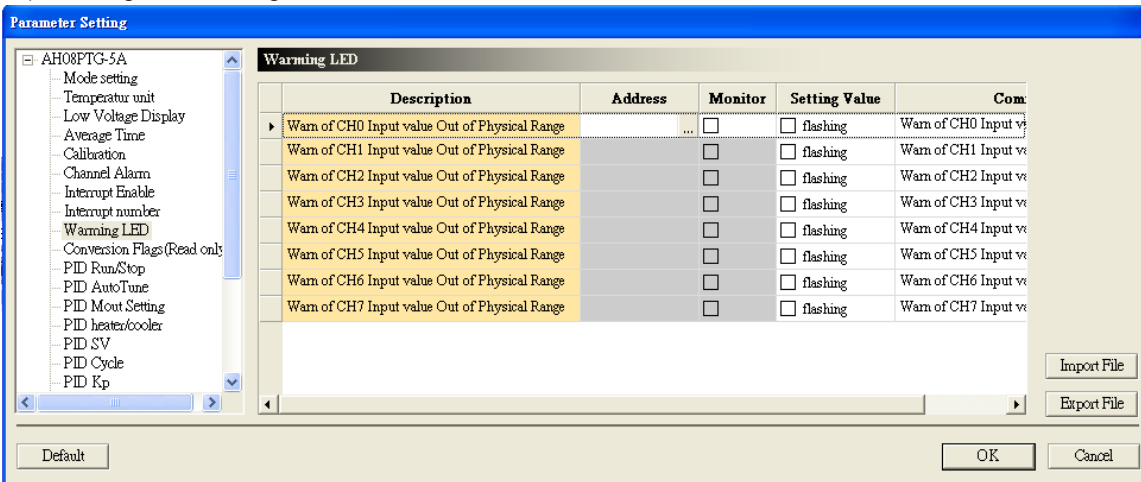 Parameter Setting
AH08PTG-5A
Mode setting
Temperatur unit
Low Voltage Display
Average Time
Calibration
Channel Alarm
Interrupt Enable
Interrupt number
Warming LED
Conversion Flags(Read only
PID Run/Stop
PID AutoTune
PID Mout Setting
PID heater/cooler
PID SV
PID Cycle
PID Kp
Warming LED
Description Address Monitor Setting Value Com
Warn of CH0 Input value Out of Physical Range ... flashing Warn of CH0 Input v
Warn of CH1 Input value Out of Physical Range flashing Warn of CH1 Input va
Warn of CH2 Input value Out of Physical Range flashing Warn of CH2 Input va
Warn of CH3 Input value Out of Physical Range flashing Warn of CH3 Input va
Warn of CH4 Input value Out of Physical Range flashing Warn of CH4 Input va
Warn of CH5 Input value Out of Physical Range flashing Warn of CH5 Input va
Warn of CH6 Input value Out of Physical Range flashing Warn of CH6 Input va
Warn of CH7 Input value Out of Physical Range flashing Warn of CH7 Input va
Import File
Export File
Default OK Cancel